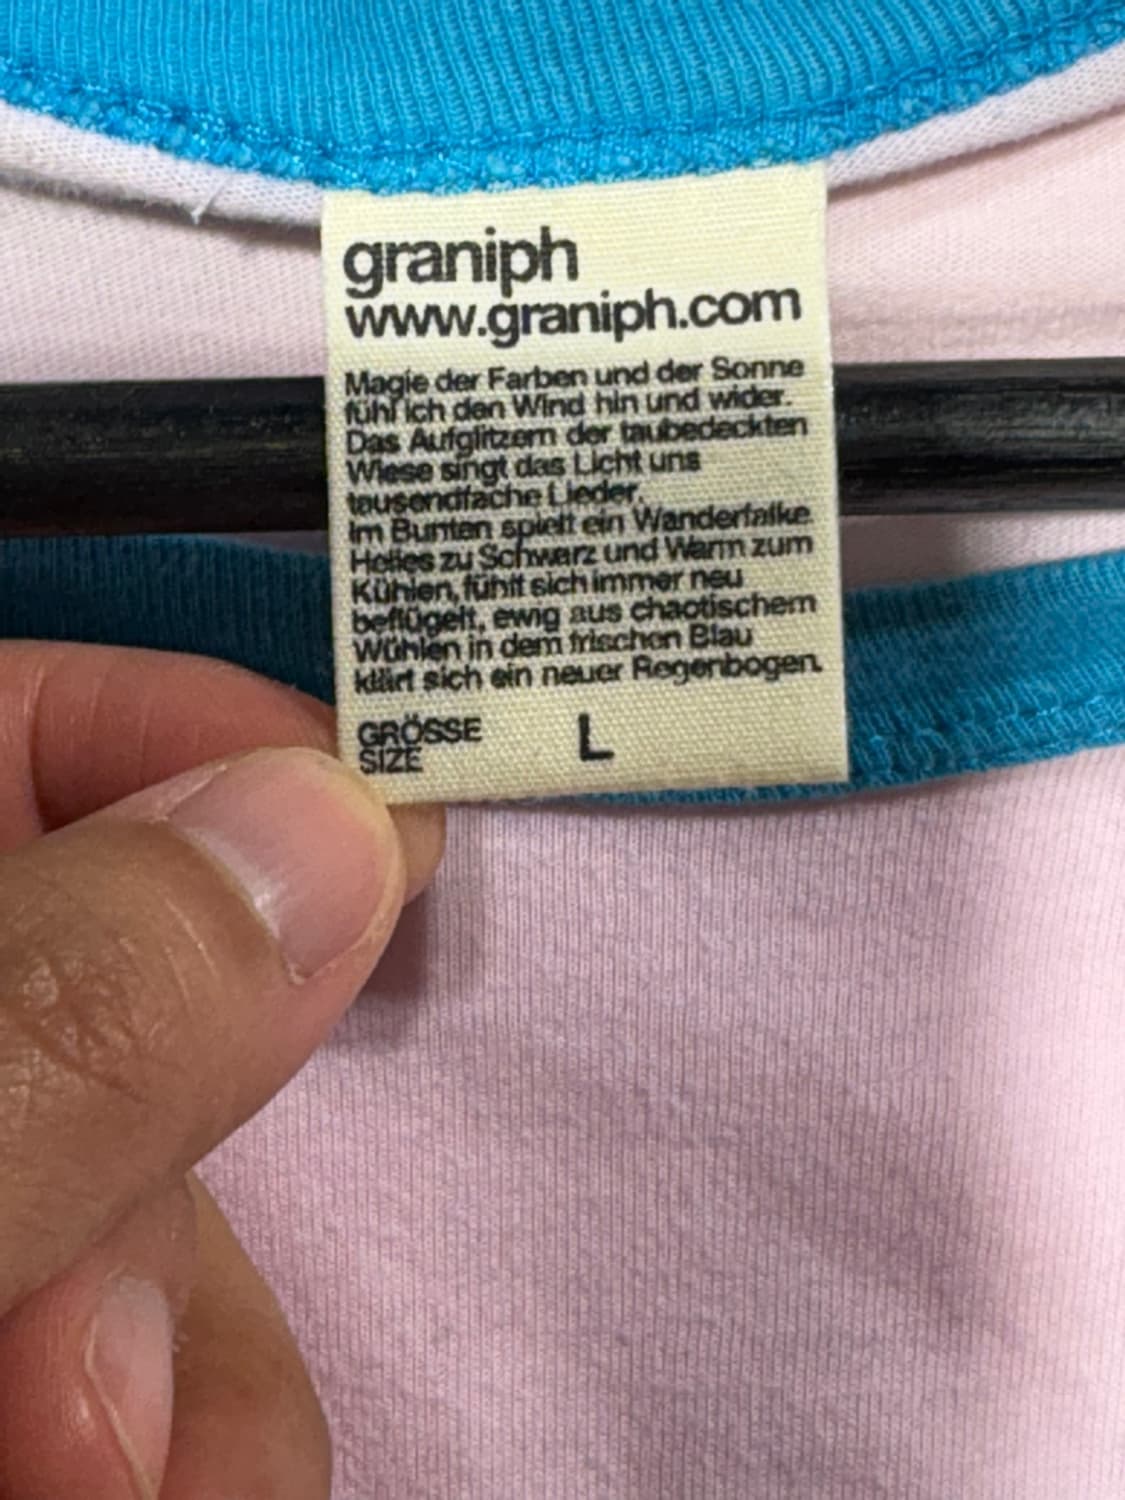 graniph
www.graniph.com
Magie der Farben und der Sonne
fühl ich den Wind hin und wider.
Das Aufglitzern der taubedeckten
Wiese singt das Licht uns
tausendfache Lieder.
Im Bunten spielt ein Wanderfalke
Helles zu Schwarz und Warm zum
Kühlen, fühlt sich immer neu
beflügelt, ewig aus chaotischem
Wühlen in dem frischen Blau
klärt sich ein neuer Regenbogen.
GRÖSSE L
SIZE